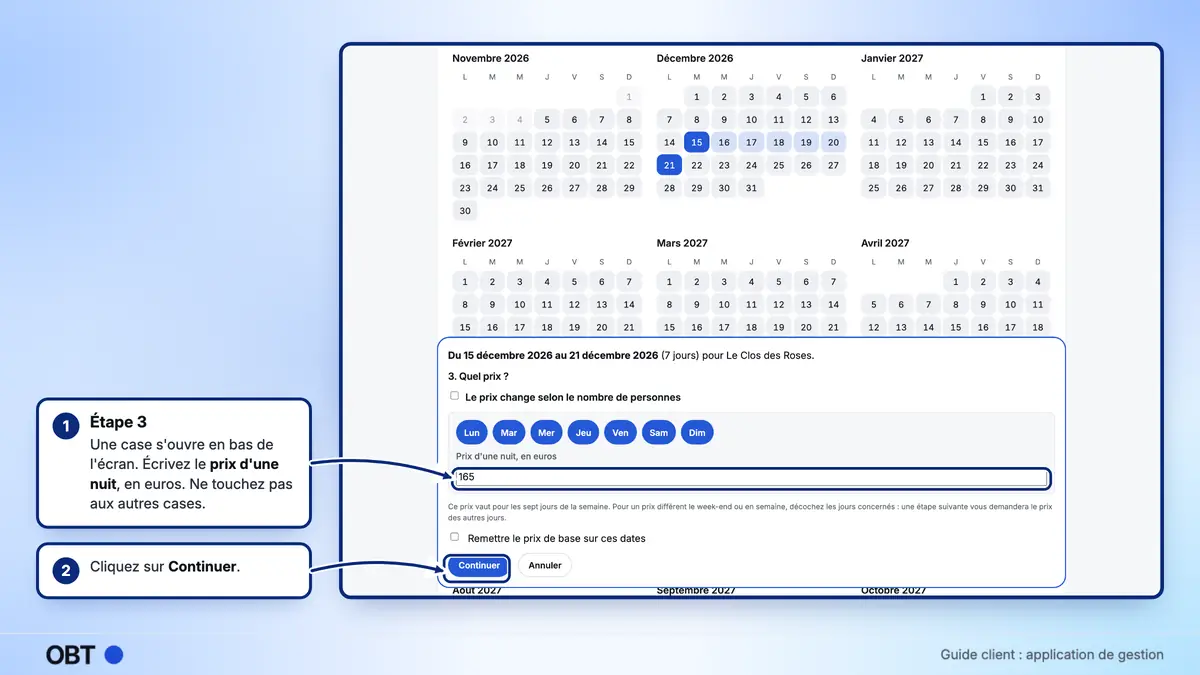 Novembre 2026
L M M J V S D
1
2 3 4 5 6 7 8
9 10 11 12 13 14 15
16 17 18 19 20 21 22
23 24 25 26 27 28 29
30
Décembre 2026
L M M J V S D
1 2 3 4 5 6
7 8 9 10 11 12 13
14 15 16 17 18 19 20
21 22 23 24 25 26 27
28 29 30 31
Janvier 2027
L M M J V S D
1 2 3
4 5 6 7 8 9 10
11 12 13 14 15 16 17
18 19 20 21 22 23 24
25 26 27 28 29 30 31
Février 2027
L M M J V S D
1 2 3 4 5 6 7
8 9 10 11 12 13 14
15 16 17 18 19 20 21
Mars 2027
L M M J V S D
1 2 3 4 5 6 7
8 9 10 11 12 13 14
15 16 17 18 19 20 21
Avril 2027
L M M J V S D
1 2 3 4
5 6 7 8 9 10 11
12 13 14 15 16 17 18
Du 15 décembre 2026 au 21 décembre 2026 (7 jours) pour Le Clos des Roses.
3. Quel prix ?
Le prix change selon le nombre de personnes
Lun Mar Mer Jeu Ven Sam Dim
Prix d'une nuit, en euros
165
Ce prix vaut pour les sept jours de la semaine. Pour un prix différent le week-end ou en semaine, décochez les jours concernés : une étape suivante vous demandera le prix
des autres jours.
Remettre le prix de base sur ces dates
Continuer Annuler
Août 2027 Septembre 2027 Octobre 2027
1 Étape 3
Une case s'ouvre en bas de
l'écran. Écrivez le prix d'une
nuit, en euros. Ne touchez pas
aux autres cases.
2 Cliquez sur Continuer.
OBT
Guide client : application de gestion